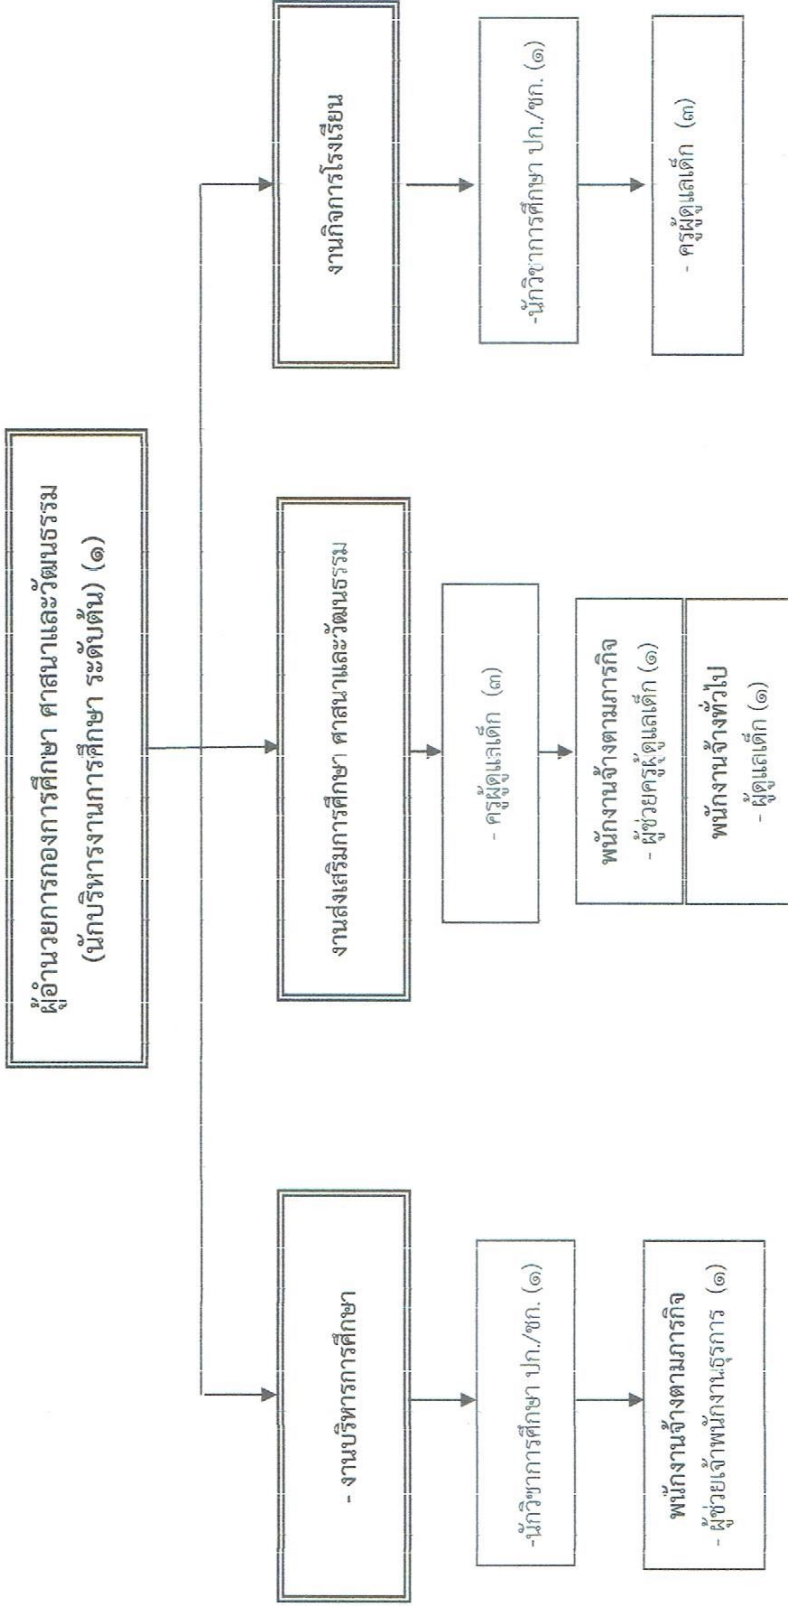 ผู้อำนวยการกองการศึกษา ศาสนาและวัฒนธรรม
(นักบริหารงานการศึกษา ระดับต้น) (๑)
- งานบริหารการศึกษา
-นักวิชาการศึกษา ปก./ชก. (๑)
พนักงานจ้างตามภารกิจ
- ผู้ช่วยเจ้าพนักงานธุรการ (๑)
งานส่งเสริมการศึกษา ศาสนาและวัฒนธรรม
- ครูผู้ดูแลเด็ก (๓)
พนักงานจ้างตามภารกิจ
- ผู้ช่วยครูผู้ดูแลเด็ก (๑)
พนักงานจ้างทั่วไป
- ผู้ดูแลเด็ก (๑)
งานกิจการโรงเรียน
-นักวิชาการศึกษา ปก./ชก. (๑)
- ครูผู้ดูแลเด็ก (๓)